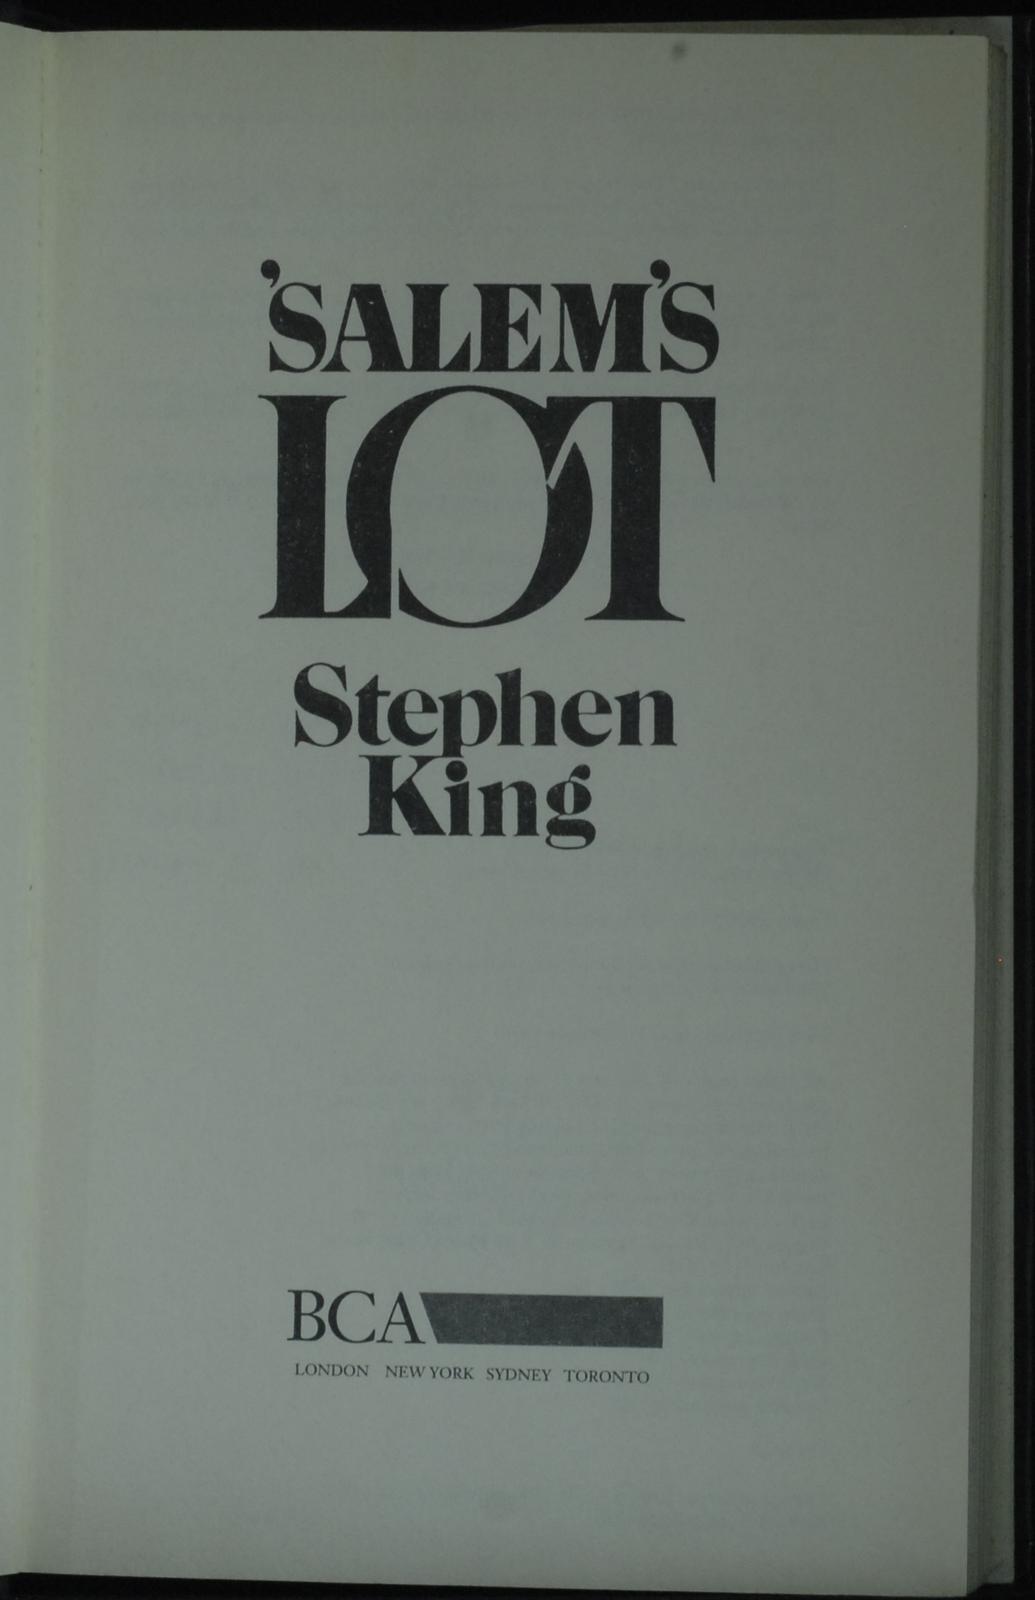 ’SALEM’S
LOT
Stephen
King
BCA
LONDON NEW YORK SYDNEY TORONTO